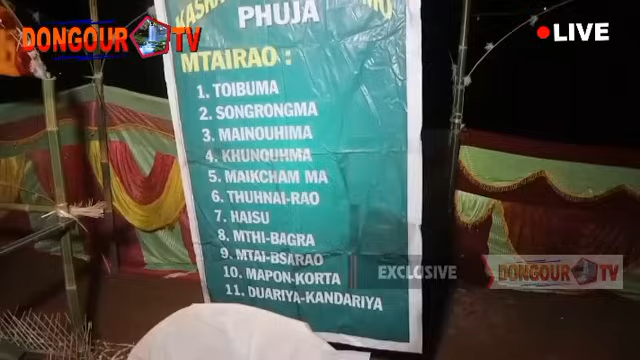 DONGOUR TV
LIVE
PHUJA
MTAIRAO :
1. TOIBUMA
2. SONGRONGMA
3. MAINOUHIMA
4. KHUNOUHMA
5. MAIKCHAM MA
6. THUHNAI-RAO
7. HAISU
8. MTHI-BAGRA
9. MTAI-BSARAO
10. MAPON-KORTA
11. DUARIYA-KANDARIYA
EXCLUSIVE
DONGOUR TV